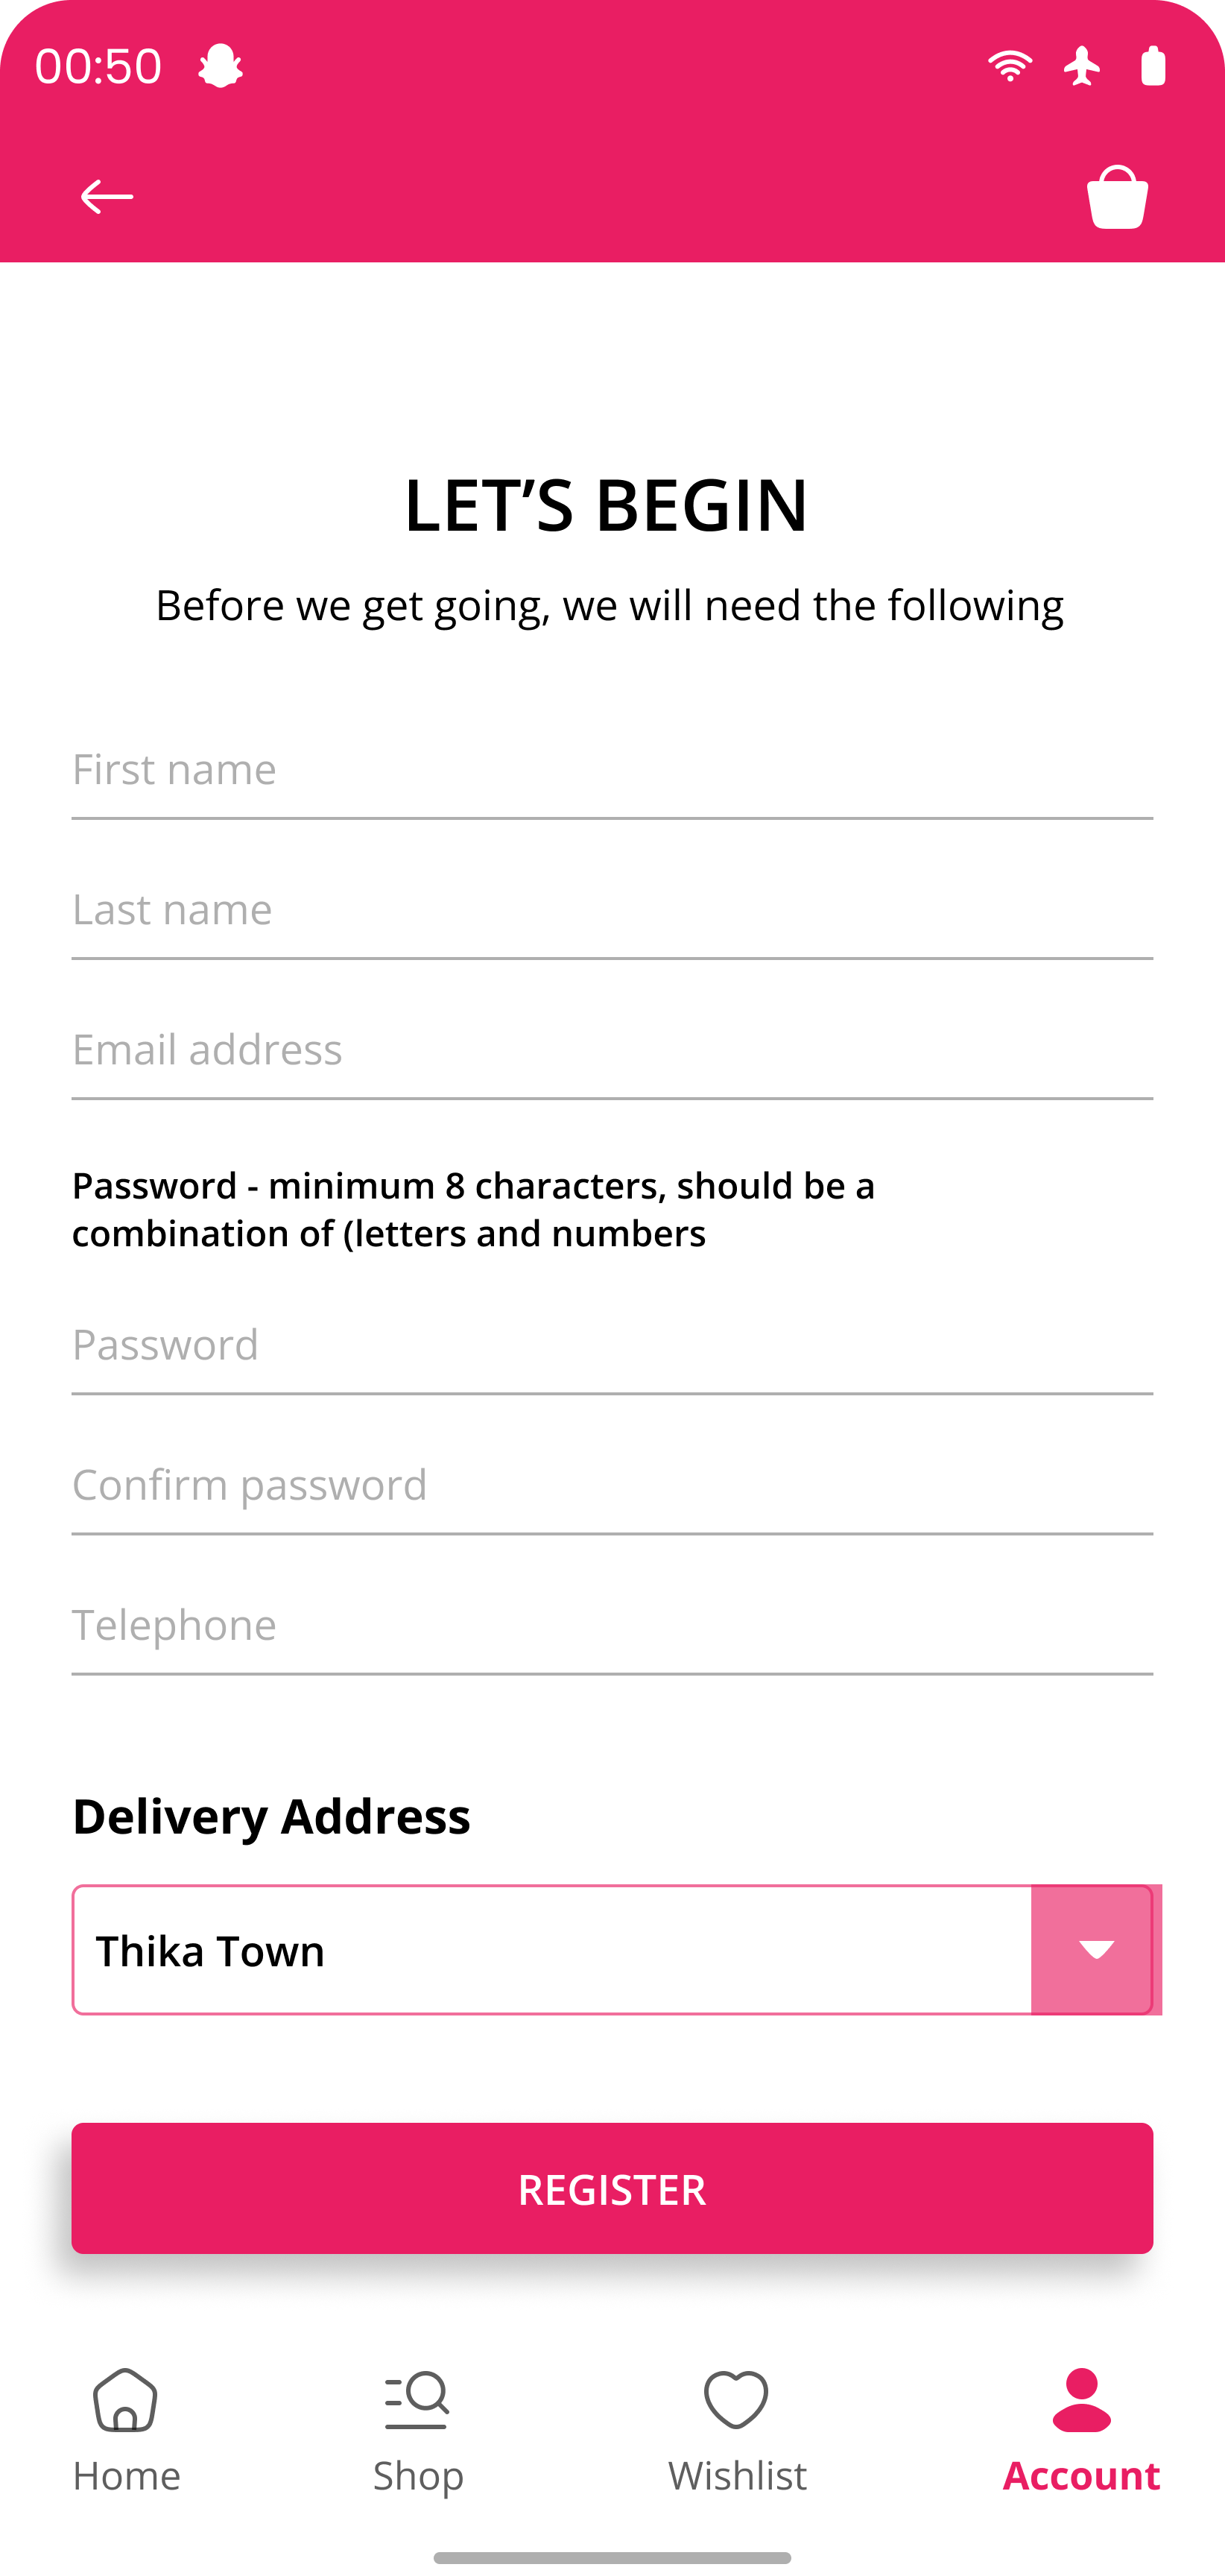 00:50
LET’S BEGIN
Before we get going, we will need the following
First name
Last name
Email address
Password - minimum 8 characters, should be a
combination of (letters and numbers
Password
Confirm password
Telephone
Delivery Address
Thika Town
REGISTER
Home
Shop
Wishlist
Account